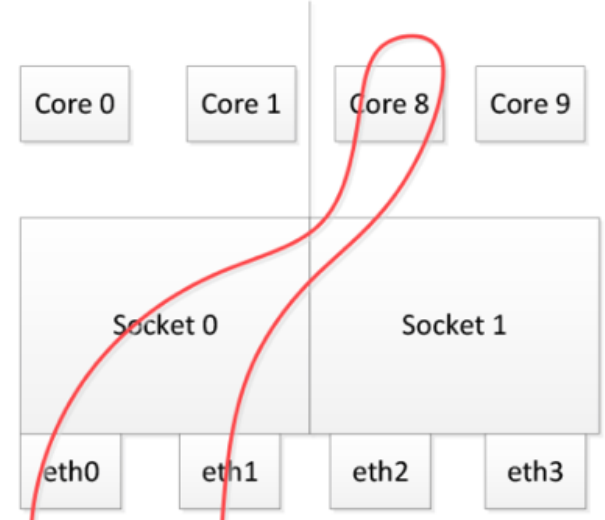 Core 0
Core 1
Core 8
Core 9
Socket 0
Socket 1
eth0
eth1
eth2
eth3